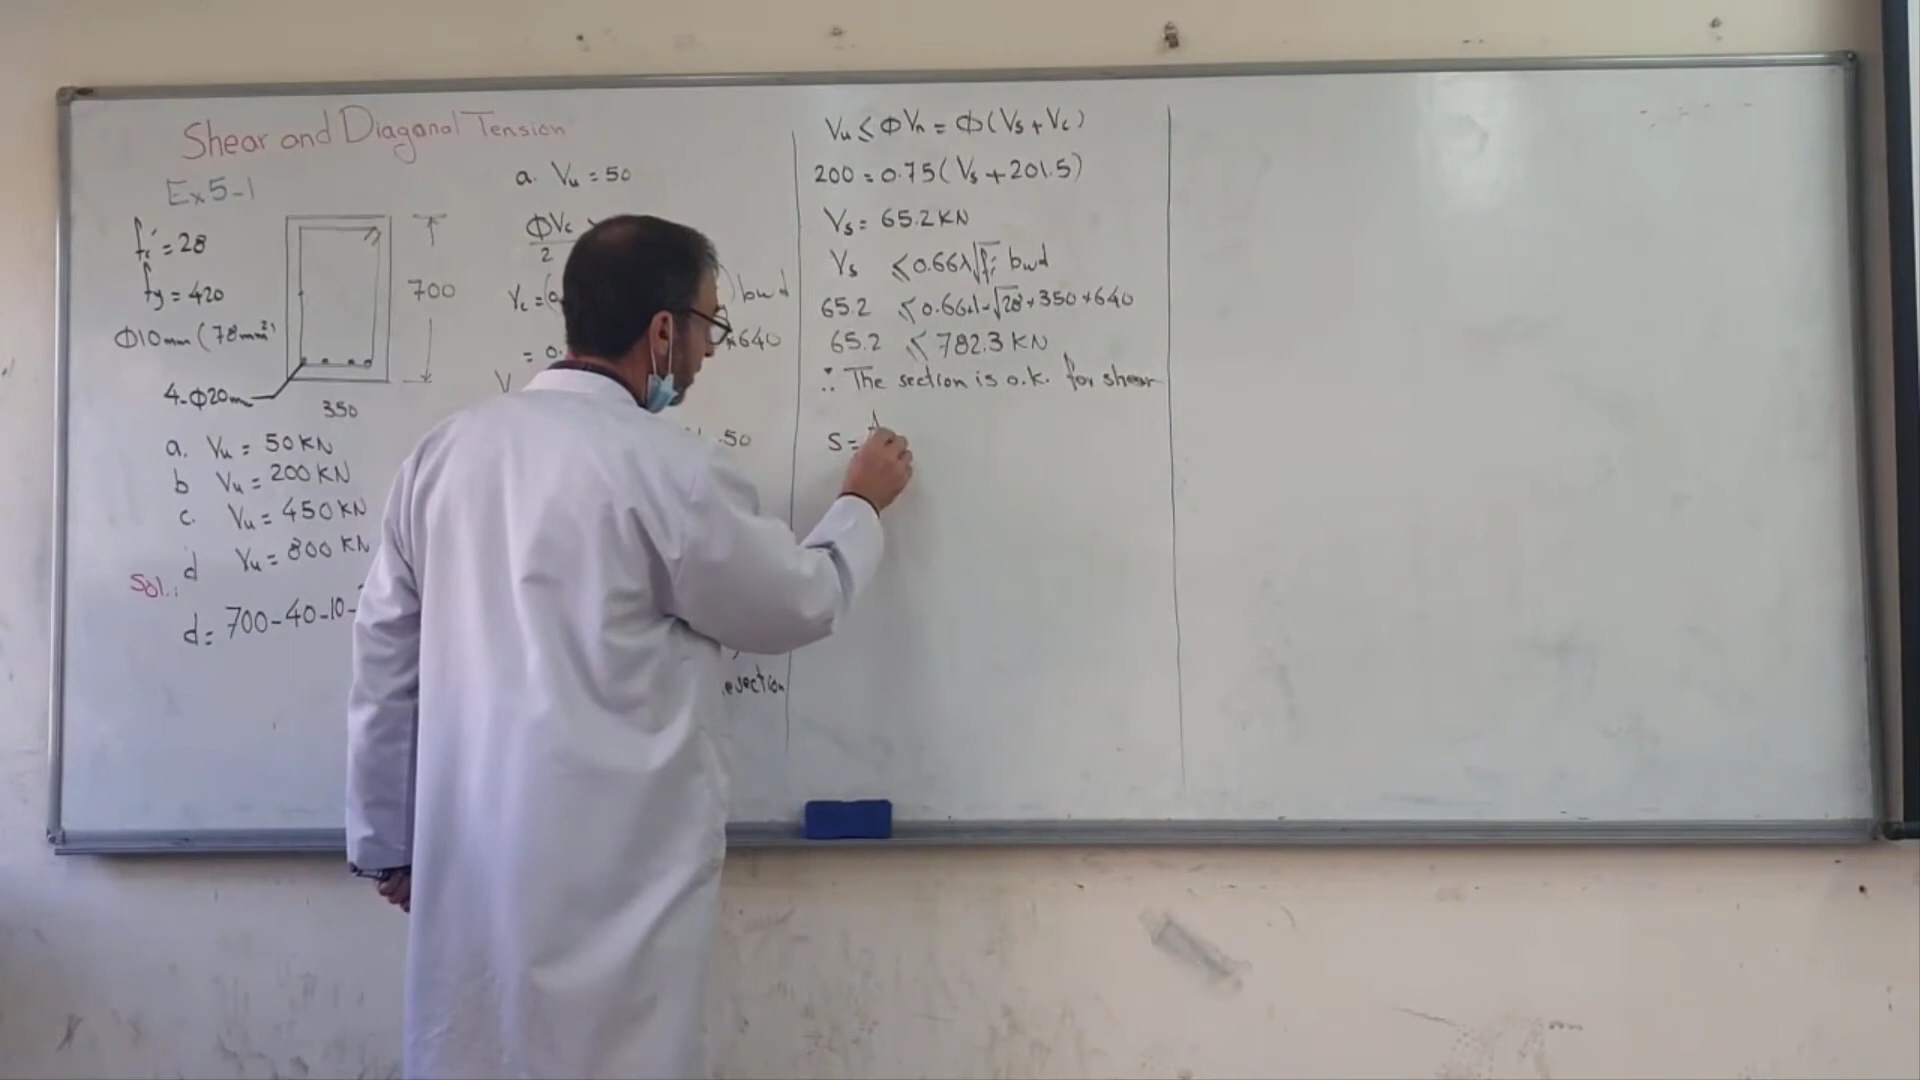 Shear and Diagonal Tension
Ex 5-1
fc' = 28
fy = 420
Φ10mm (78mm²)
4-Φ20m
700
350
a. Vu = 50 KN
b Vu = 200 KN
c. Vu = 450 KN
d Vu = 800 KN
Sol.:
d = 700-40-10-
a. Vu = 50
ΦVc
2
Vc = (0. ) bwd
= 0. *640
V
50
section
Vu ≤ ΦVn = Φ(Vs + Vc)
200 = 0.75(Vs + 201.5)
Vs = 65.2 KN
Vs ≤ 0.66λ√fc' bwd
65.2 ≤ 0.66*1*√28*350*640
65.2 ≤ 782.3 KN
∴ The section is o.k. for shear
S = A